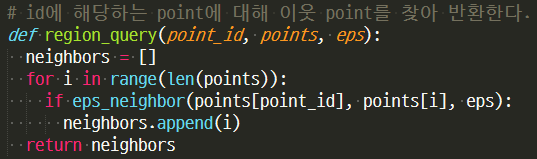 # id에 해당하는 point에 대해 이웃 point를 찾아 반환한다.
def region_query(point_id, points, eps):
  neighbors = []
  for i in range(len(points)):
    if eps_neighbor(points[point_id], points[i], eps):
      neighbors.append(i)
  return neighbors